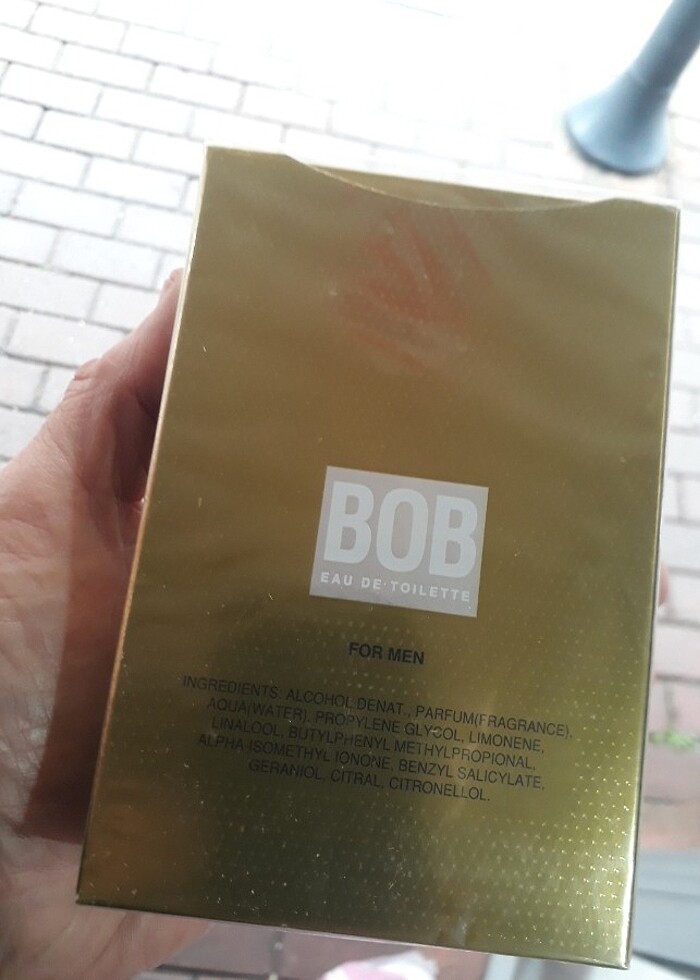 BOB
EAU DE·TOILETTE
FOR MEN
INGREDIENTS: ALCOHOL DENAT., PARFUM(FRAGRANCE),
AQUA(WATER), PROPYLENE GLYCOL, LIMONENE,
LINALOOL, BUTYLPHENYL METHYLPROPIONAL,
ALPHA-ISOMETHYL IONONE, BENZYL SALICYLATE,
GERANIOL, CITRAL, CITRONELLOL.